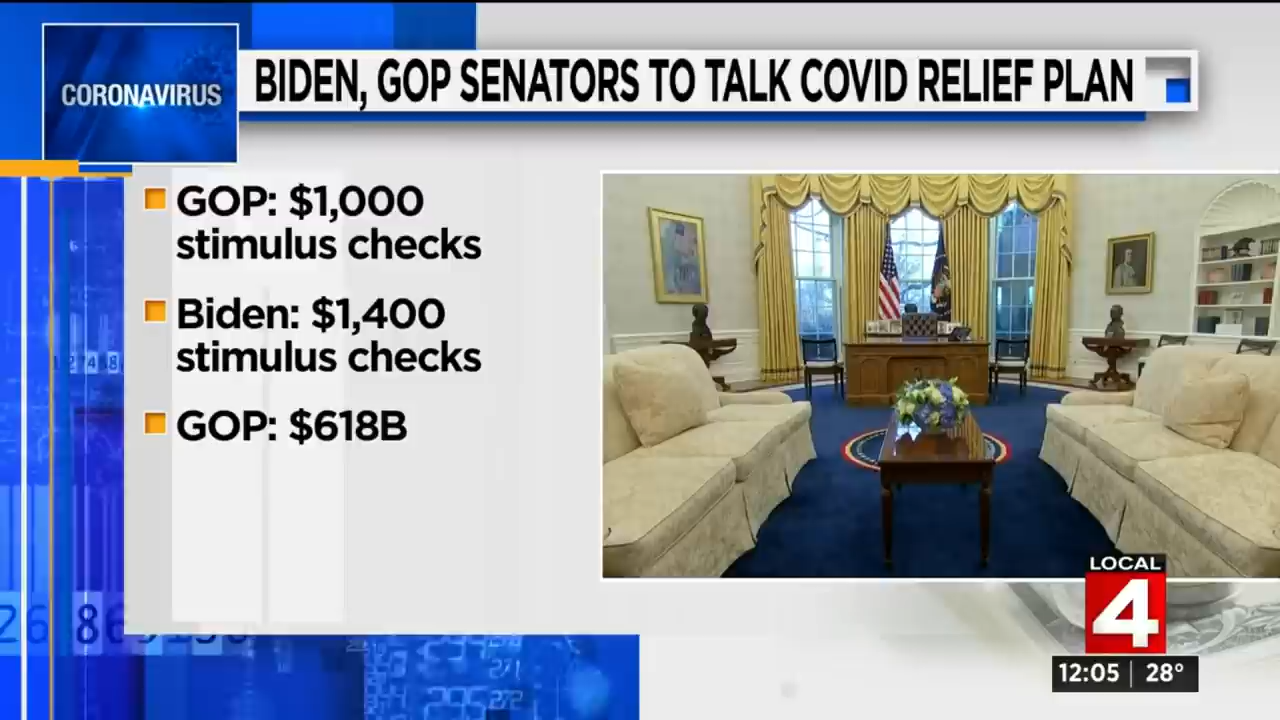 CORONAVIRUS
BIDEN, GOP SENATORS TO TALK COVID RELIEF PLAN
GOP: $1,000
stimulus checks
Biden: $1,400
stimulus checks
GOP: $618B
LOCAL
4
12:05 | 28°